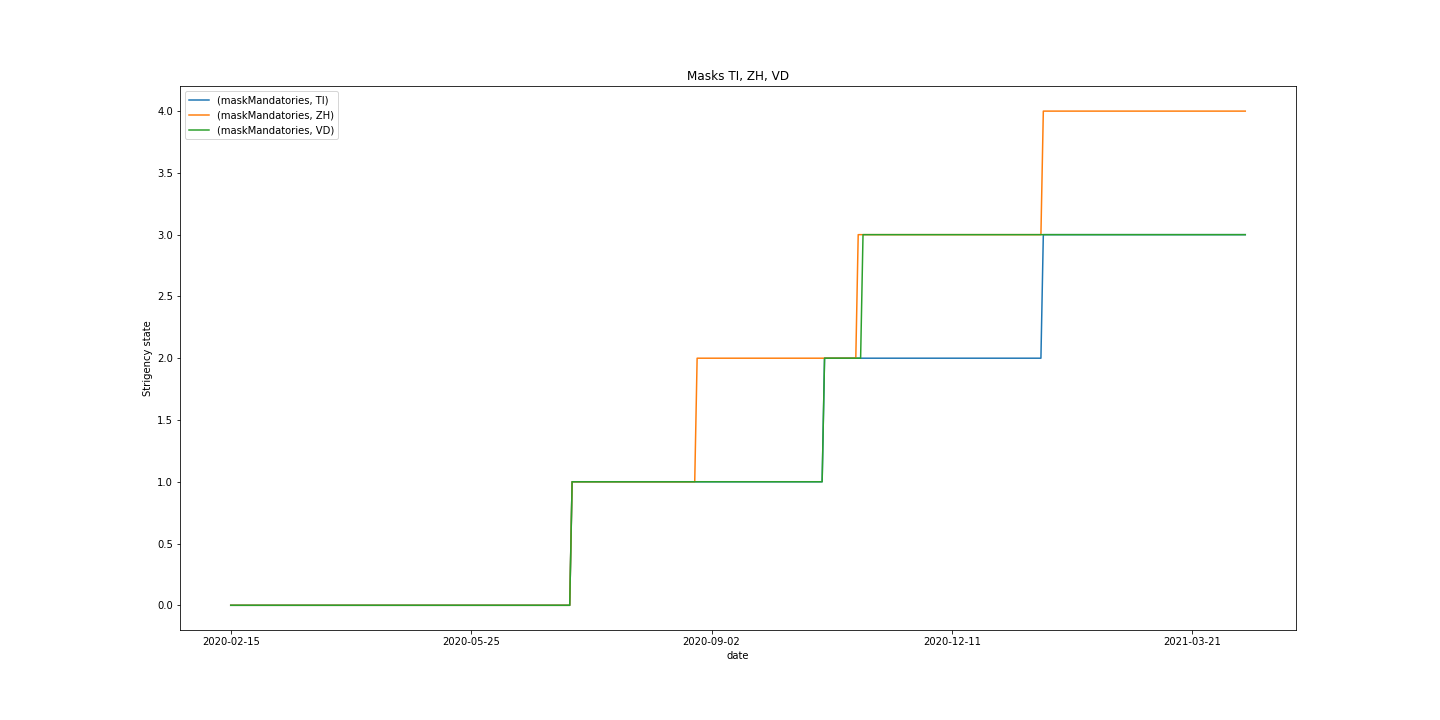 Masks TI, ZH, VD
(maskMandatories, TI)
(maskMandatories, ZH)
(maskMandatories, VD)
4.0
3.5
3.0
2.5
2.0
1.5
1.0
0.5
0.0
Strigency state
2020-02-15 2020-05-25 2020-09-02 2020-12-11 2021-03-21
date